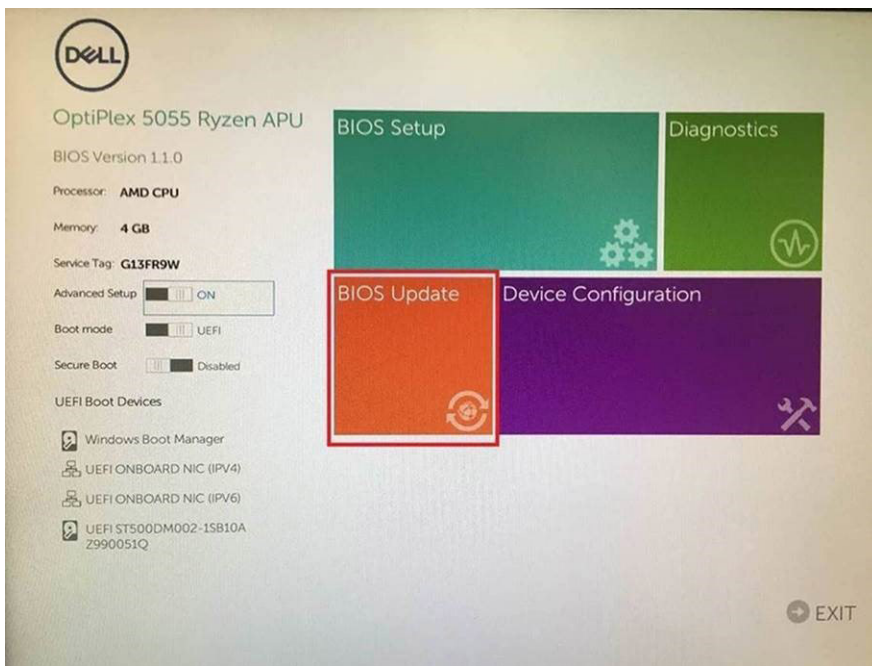 DELL
OptiPlex 5055 Ryzen APU
BIOS Version 1.1.0
Processor: AMD CPU
Memory: 4 GB
Service Tag: G13FR9W
Advanced Setup ON
Boot mode UEFI
Secure Boot Disabled
UEFI Boot Devices
Windows Boot Manager
UEFI ONBOARD NIC (IPV4)
UEFI ONBOARD NIC (IPV6)
UEFI ST500DM002-1SB10A
Z990051Q
BIOS Setup
Diagnostics
BIOS Update
Device Configuration
EXIT